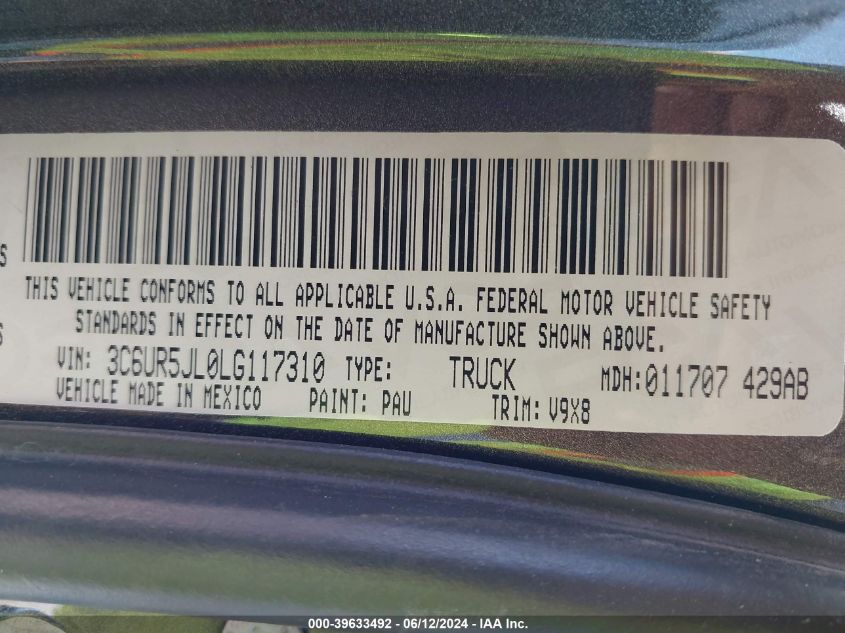 THIS VEHICLE CONFORMS TO ALL APPLICABLE U.S.A. FEDERAL MOTOR VEHICLE SAFETY
STANDARDS IN EFFECT ON THE DATE OF MANUFACTURE SHOWN ABOVE.
VIN: 3C6UR5JL0LG117310 TYPE: TRUCK MDH:011707 429AB
VEHICLE MADE IN MEXICO PAINT: PAU TRIM: V9X8
000-39633492 - 06/12/2024 - IAA Inc.